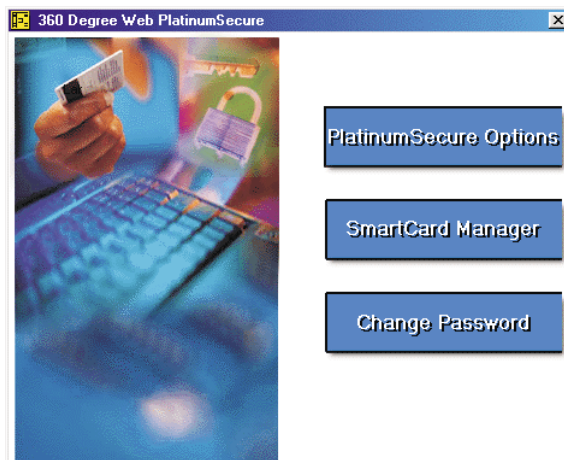 360 Degree Web PlatinumSecure
PlatinumSecure Options
SmartCard Manager
Change Password